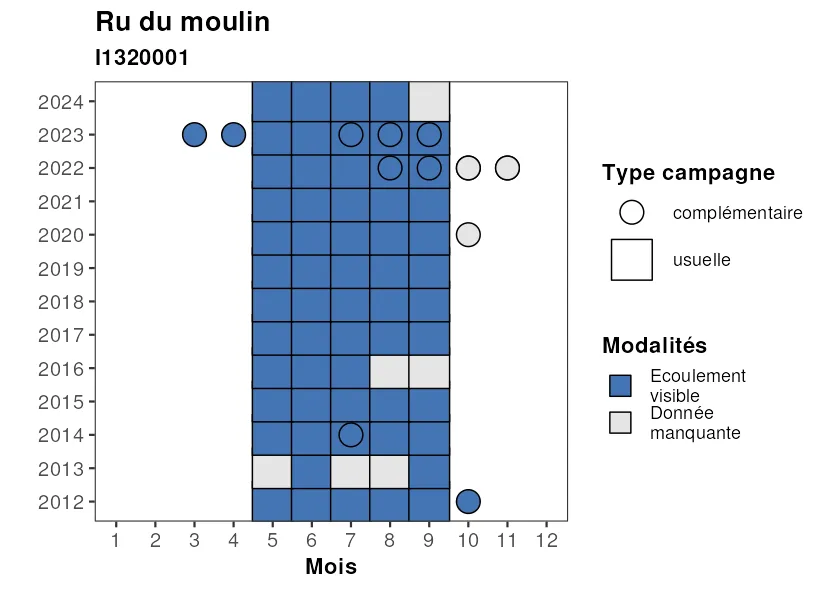 Ru du moulin
I1320001
2024
2023
2022
2021
2020
2019
2018
2017
2016
2015
2014
2013
2012
1 2 3 4 5 6 7 8 9 10 11 12
Mois
Type campagne
complémentaire
usuelle
Modalités
Ecoulement
visible
Donnée
manquante